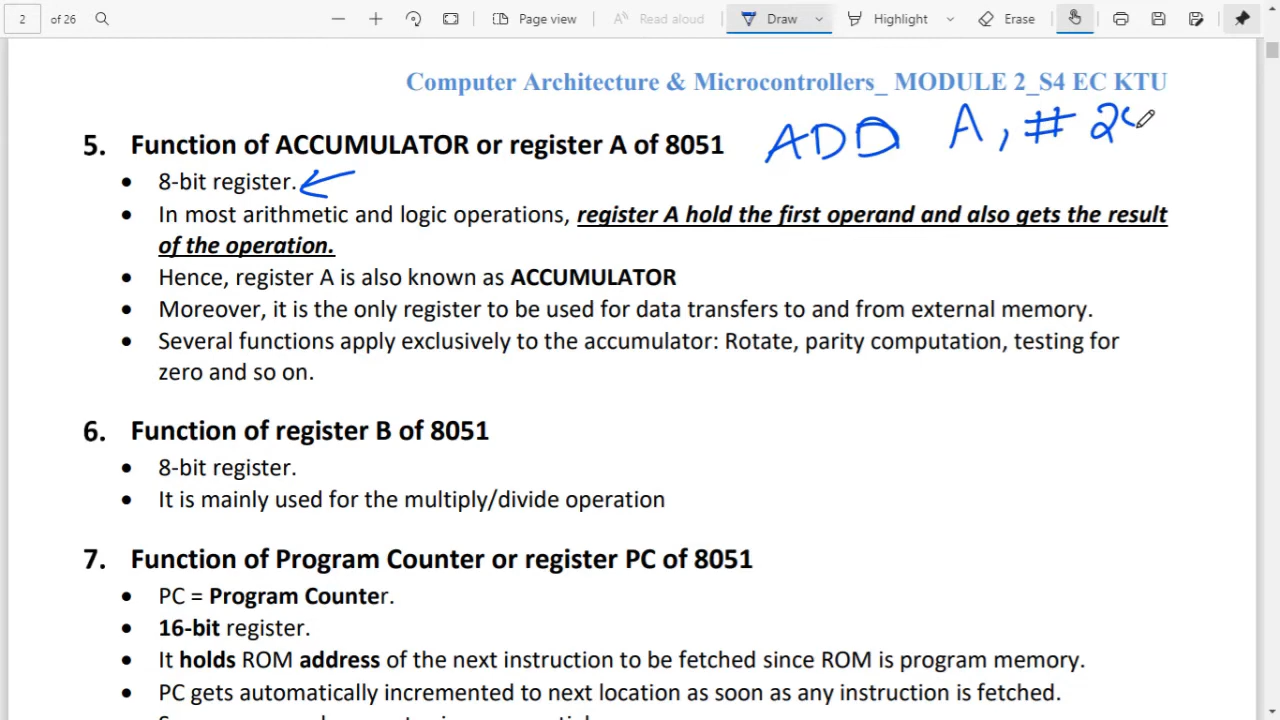 2 of 26 Page view Read aloud Draw Highlight Erase
Computer Architecture & Microcontrollers_ MODULE 2_S4 EC KTU
5. Function of ACCUMULATOR or register A of 8051 ADD A, #
• 8-bit register.
• In most arithmetic and logic operations, register A hold the first operand and also gets the result
of the operation.
• Hence, register A is also known as ACCUMULATOR
• Moreover, it is the only register to be used for data transfers to and from external memory.
• Several functions apply exclusively to the accumulator: Rotate, parity computation, testing for
zero and so on.
6. Function of register B of 8051
• 8-bit register.
• It is mainly used for the multiply/divide operation
7. Function of Program Counter or register PC of 8051
• PC = Program Counter.
• 16-bit register.
• It holds ROM address of the next instruction to be fetched since ROM is program memory.
• PC gets automatically incremented to next location as soon as any instruction is fetched.